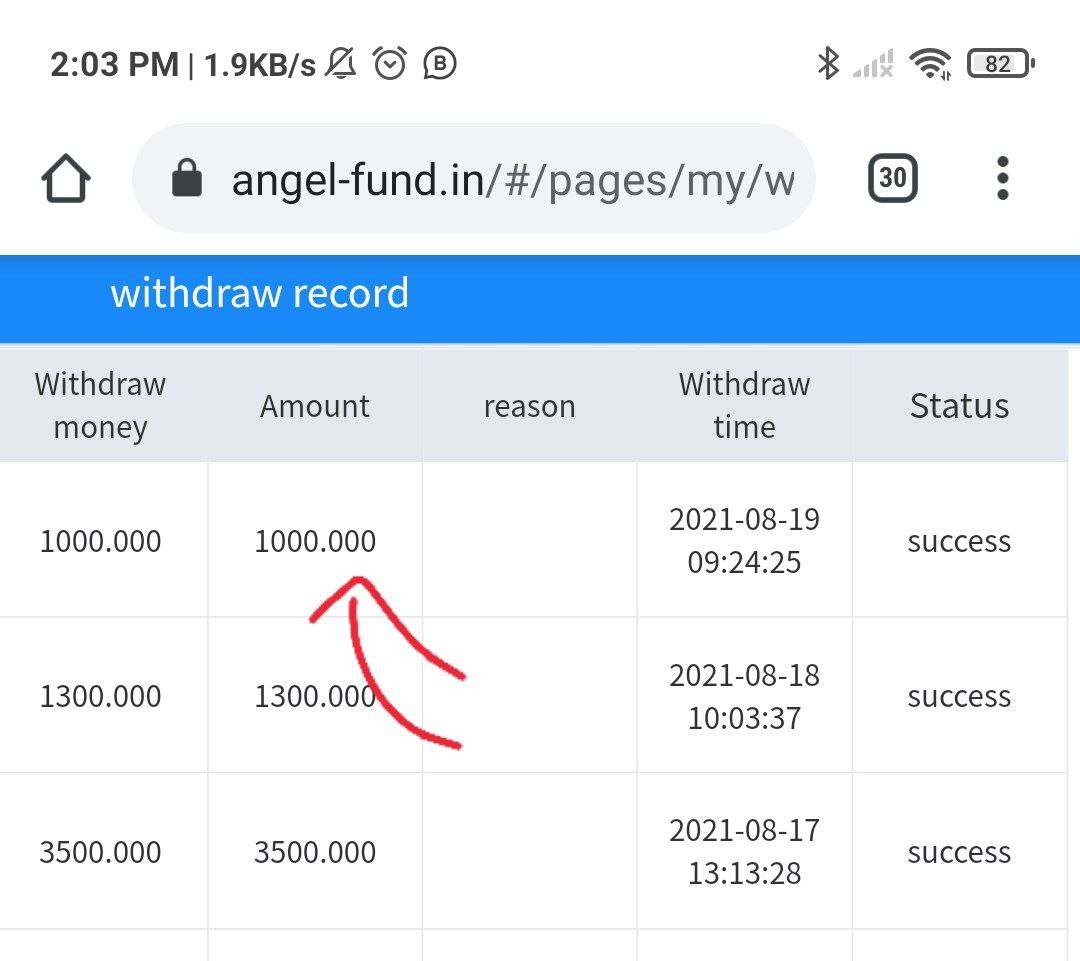 2:03 PM | 1.9KB/s B 82
angel-fund.in/#/pages/my/w 30
withdraw record
Withdraw money Amount reason Withdraw time Status
1000.000 1000.000 2021-08-19 09:24:25 success
1300.000 1300.000 2021-08-18 10:03:37 success
3500.000 3500.000 2021-08-17 13:13:28 success